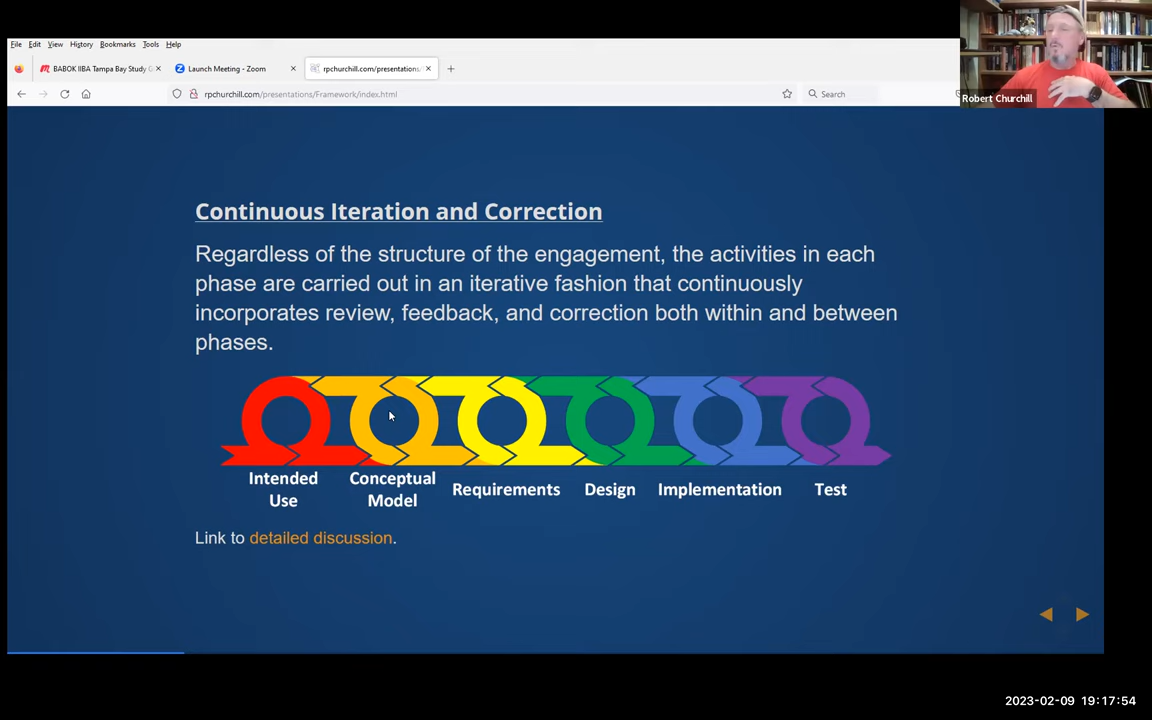 File Edit View History Bookmarks Tools Help
BABOK IIBA Tampa Bay Study G
Launch Meeting - Zoom
rpchurchill.com/presentations
rpchurchill.com/presentations/Framework/index.html
Search
Robert Churchill
Continuous Iteration and Correction
Regardless of the structure of the engagement, the activities in each
phase are carried out in an iterative fashion that continuously
incorporates review, feedback, and correction both within and between
phases.
Intended
Use
Conceptual
Model
Requirements
Design
Implementation
Test
Link to detailed discussion.
2023-02-09 19:17:54